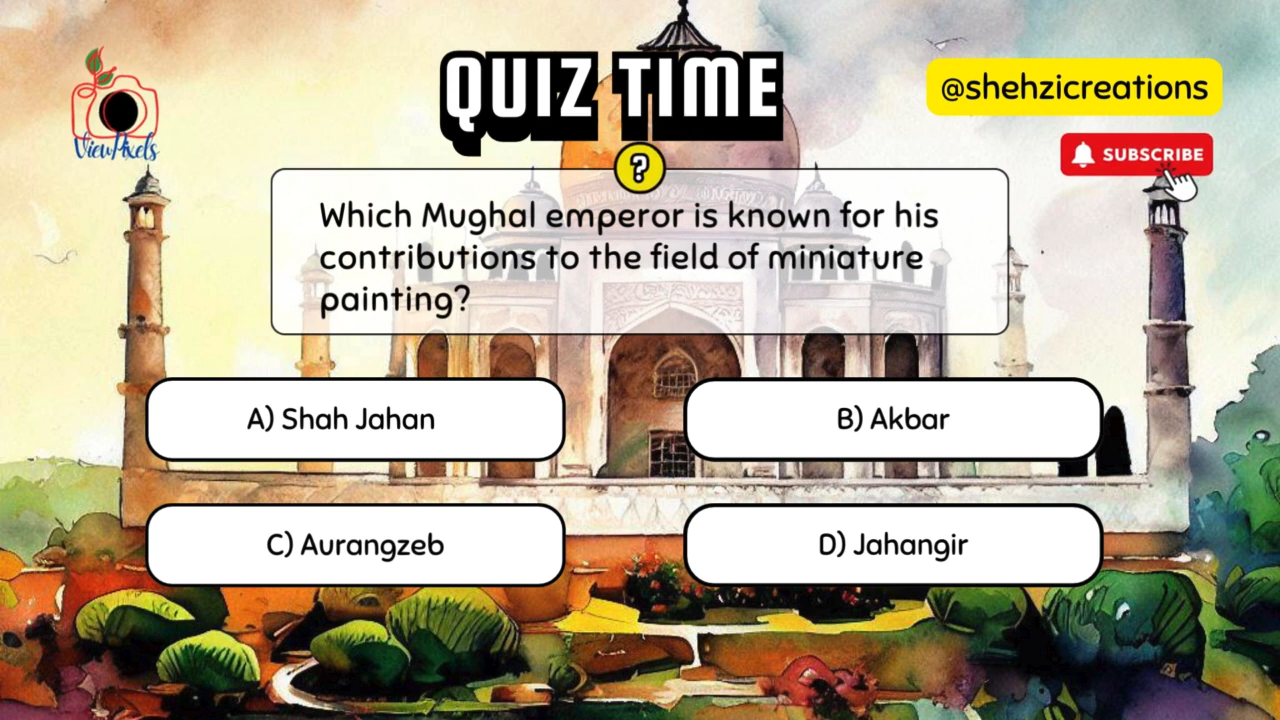 QUIZ TIME
@shehzicreations
ViewPixels
SUBSCRIBE
?
Which Mughal emperor is known for his
contributions to the field of miniature
painting?
A) Shah Jahan
B) Akbar
C) Aurangzeb
D) Jahangir